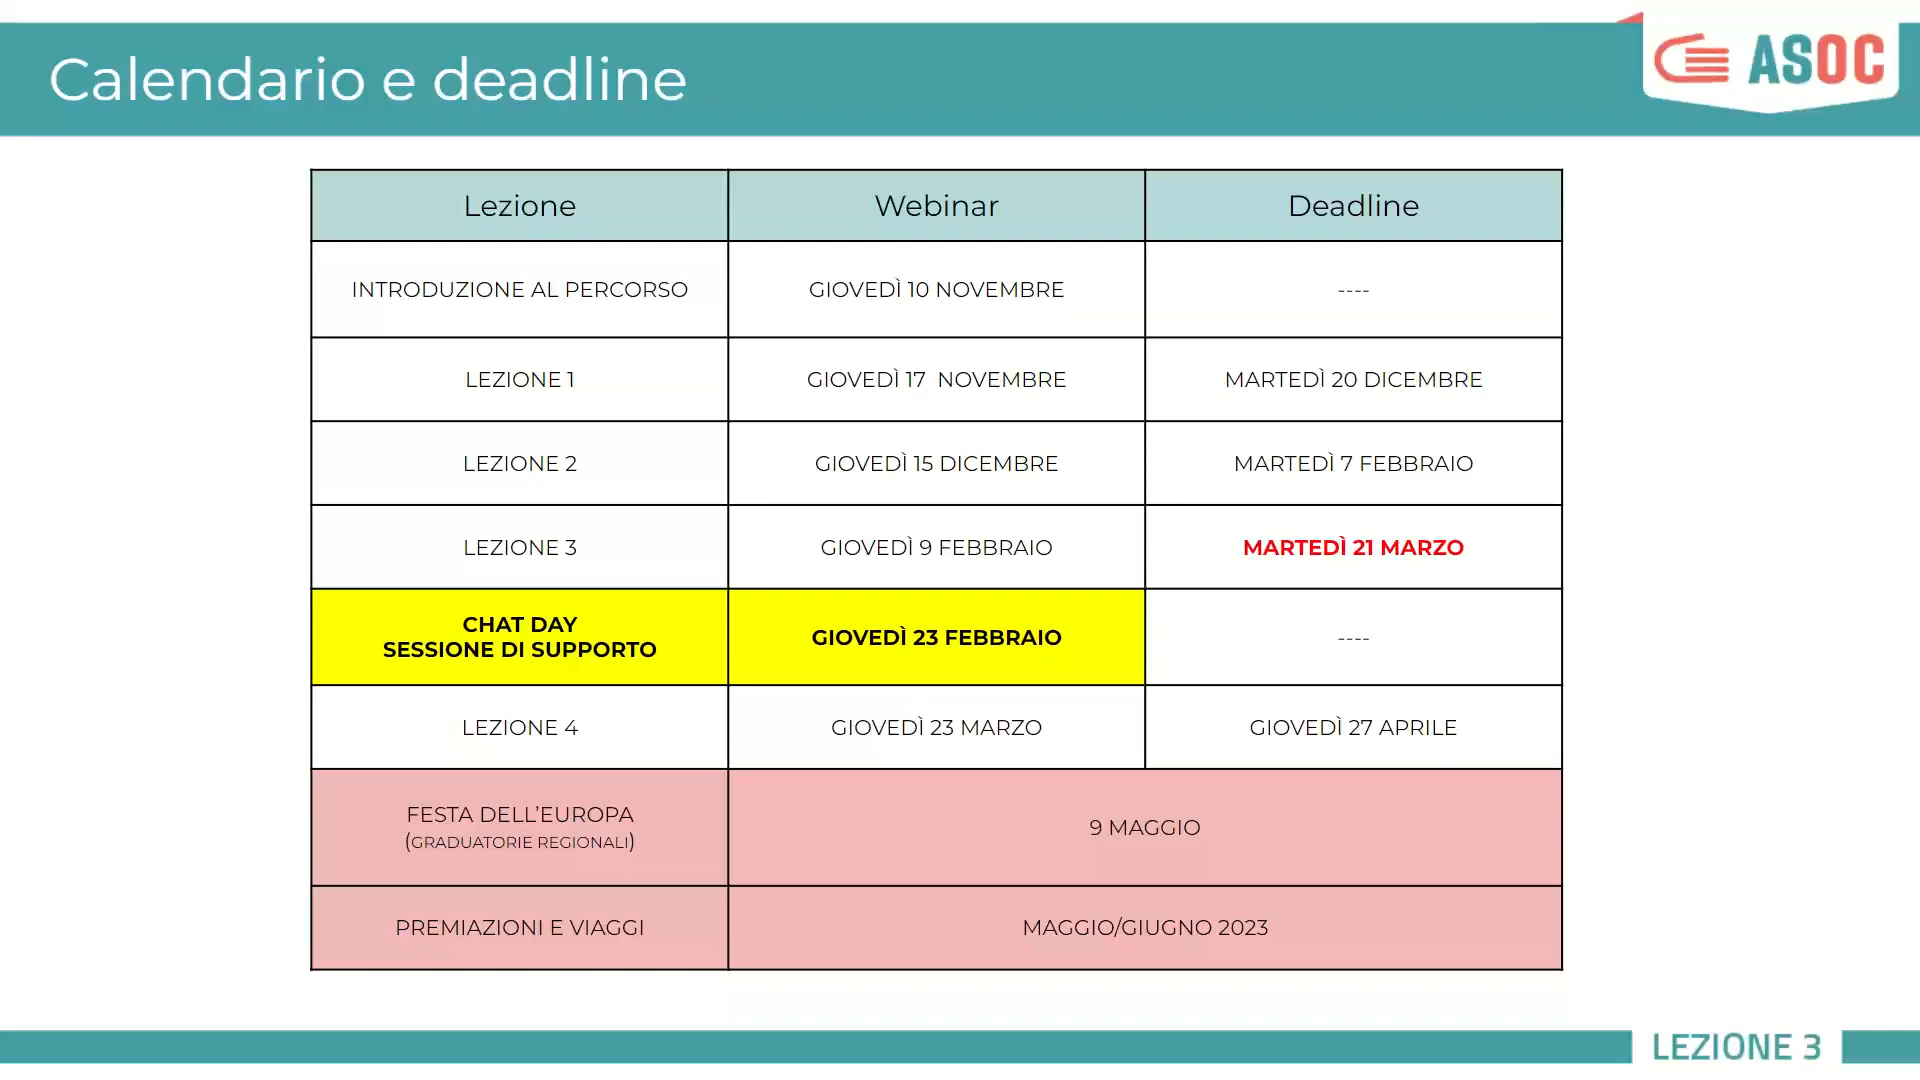 Calendario e deadline
ASOC
Lezione Webinar Deadline
INTRODUZIONE AL PERCORSO GIOVEDÌ 10 NOVEMBRE ----
LEZIONE 1 GIOVEDÌ 17 NOVEMBRE MARTEDÌ 20 DICEMBRE
LEZIONE 2 GIOVEDÌ 15 DICEMBRE MARTEDÌ 7 FEBBRAIO
LEZIONE 3 GIOVEDÌ 9 FEBBRAIO MARTEDÌ 21 MARZO
CHAT DAY
SESSIONE DI SUPPORTO GIOVEDÌ 23 FEBBRAIO ----
LEZIONE 4 GIOVEDÌ 23 MARZO GIOVEDÌ 27 APRILE
FESTA DELL’EUROPA
(GRADUATORIE REGIONALI) 9 MAGGIO
PREMIAZIONI E VIAGGI MAGGIO/GIUGNO 2023
LEZIONE 3